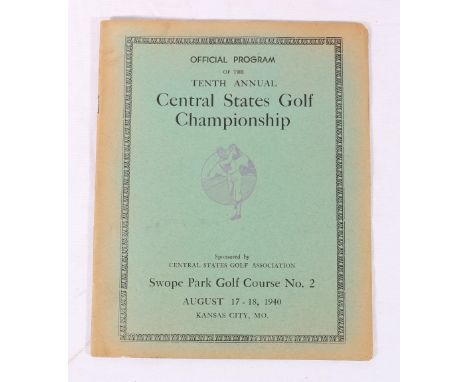 OFFICIAL PROGRAM
OF THE
TENTH ANNUAL
Central States Golf
Championship
Sponsored by
CENTRAL STATES GOLF ASSOCIATION
Swope Park Golf Course No. 2
AUGUST 17 - 18, 1940
KANSAS CITY, MO.